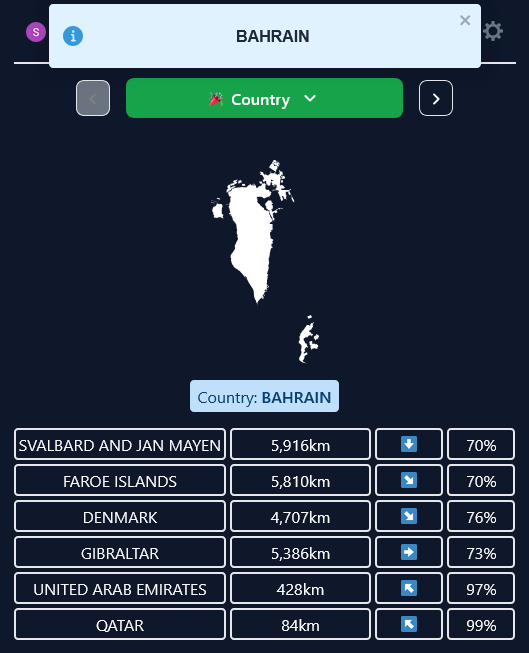 S
BAHRAIN
Country
Country: BAHRAIN
SVALBARD AND JAN MAYEN 5,916km 70%
FAROE ISLANDS 5,810km 70%
DENMARK 4,707km 76%
GIBRALTAR 5,386km 73%
UNITED ARAB EMIRATES 428km 97%
QATAR 84km 99%